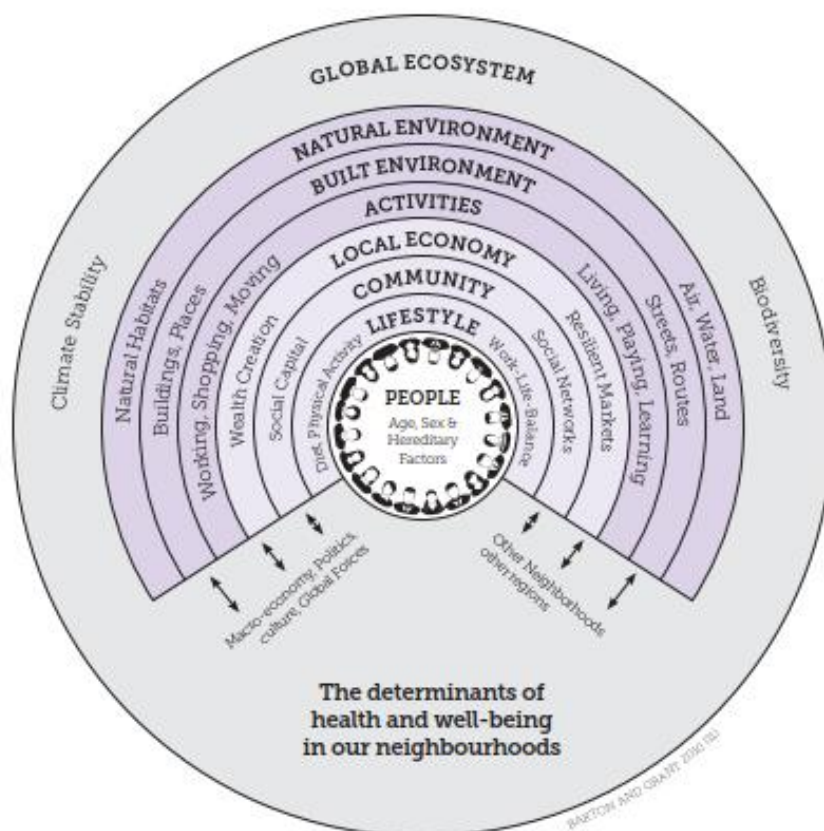 GLOBAL ECOSYSTEM
NATURAL ENVIRONMENT
BUILT ENVIRONMENT
ACTIVITIES
LOCAL ECONOMY
COMMUNITY
LIFESTYLE
Climate Stability
Natural Habitats
Buildings, Places
Working, Shopping, Moving
Wealth Creation
Social Capital
Diet, Physical Activity
PEOPLE
Age, Sex &
Hereditary
Factors
Work-Life-Balance
Social Networks
Resilient Markets
Living, Playing, Learning
Streets, Routes
Air, Water, Land
Biodiversity
Macto-economy, Politics,
culture, Global Forces
Other Neighborhoods
other regions
The determinants of
health and well-being
in our neighbourhoods
BARTON AND GRANT 2010